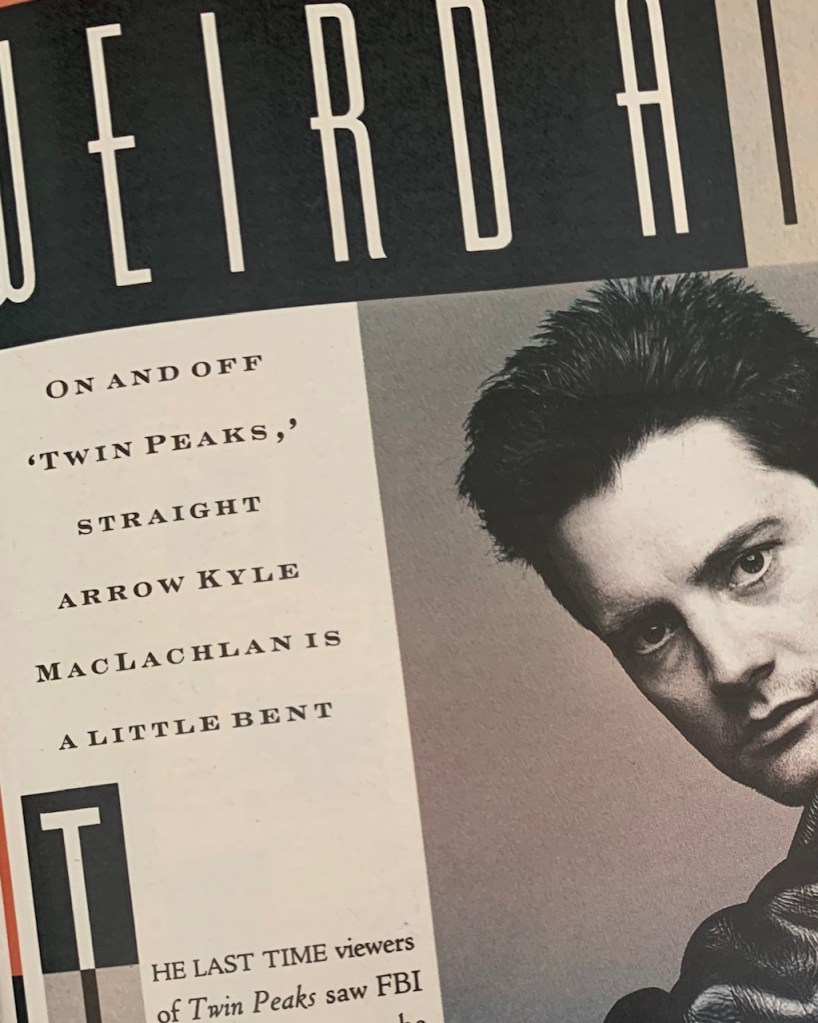 WEIRD A
ON AND OFF
‘TWIN PEAKS,’
STRAIGHT
ARROW KYLE
MACLACHLAN IS
A LITTLE BENT
THE LAST TIME viewers
of Twin Peaks saw FBI